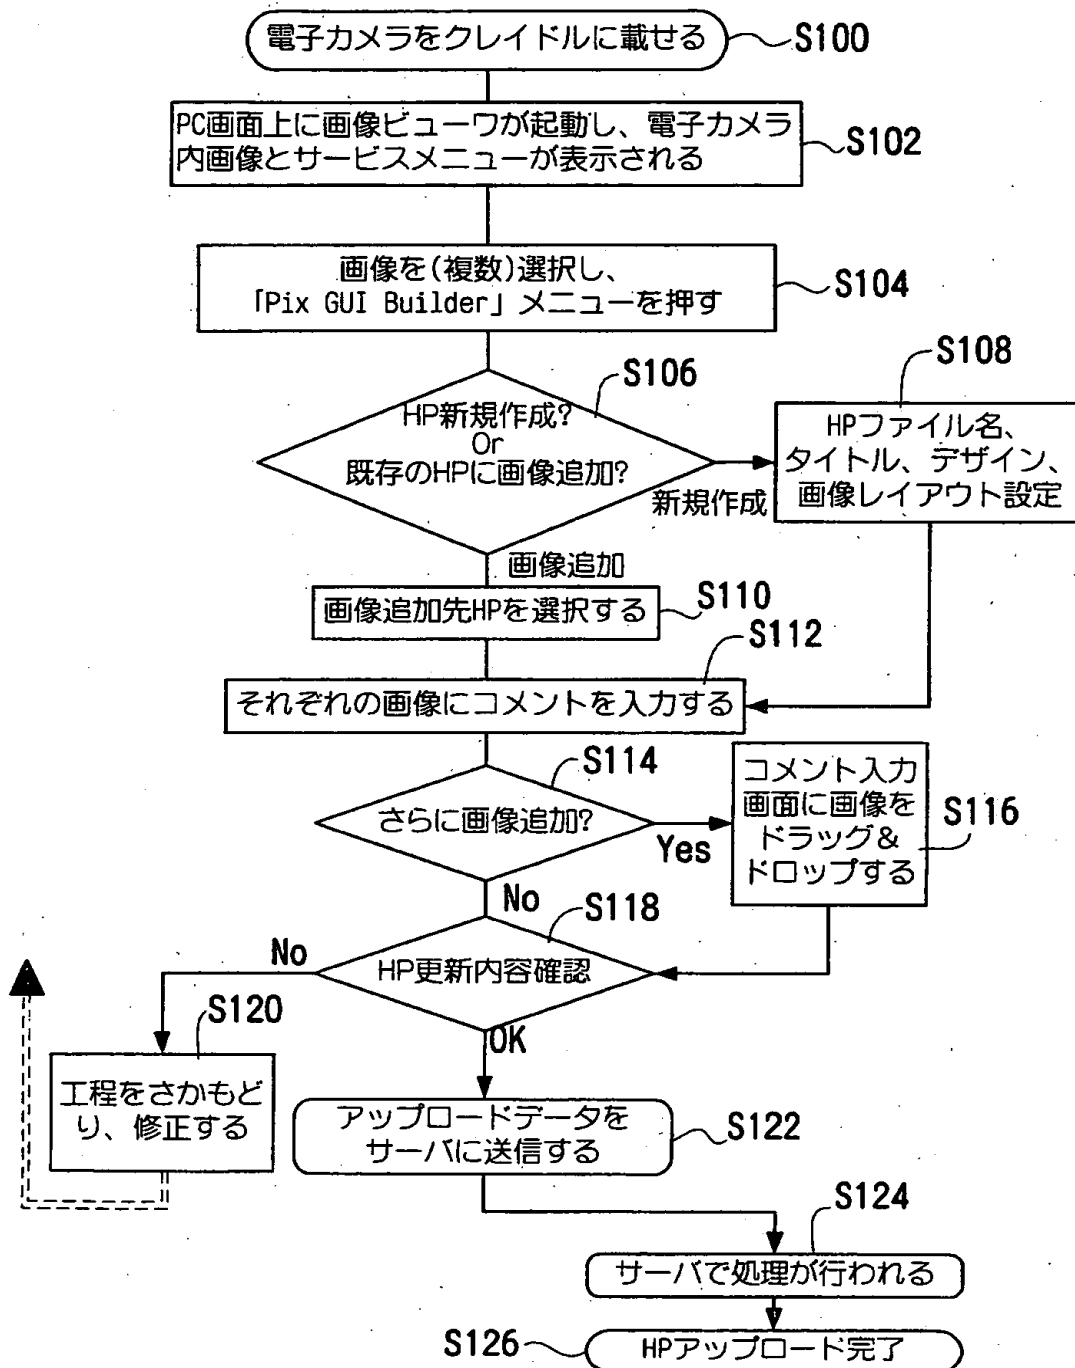 電子カメラをクレイドルに載せる
S100
PC画面上に画像ビューワが起動し、電子カメラ
内画像とサービスメニューが表示される
S102
画像を(複数)選択し、
「Pix GUI Builder」メニューを押す
S104
S106
HP新規作成?
Or
既存のHPに画像追加?
新規作成
S108
HPファイル名、
タイトル、デザイン、
画像レイアウト設定
画像追加
画像追加先HPを選択する
S110
S112
それぞれの画像にコメントを入力する
S114
さらに画像追加?
Yes
コメント入力
画面に画像を
ドラッグ&
ドロップする
S116
No
S118
HP更新内容確認
No
OK
S120
工程をさかもど
り、修正する
アップロードデータを
サーバに送信する
S122
S124
サーバで処理が行われる
S126
HPアップロード完了